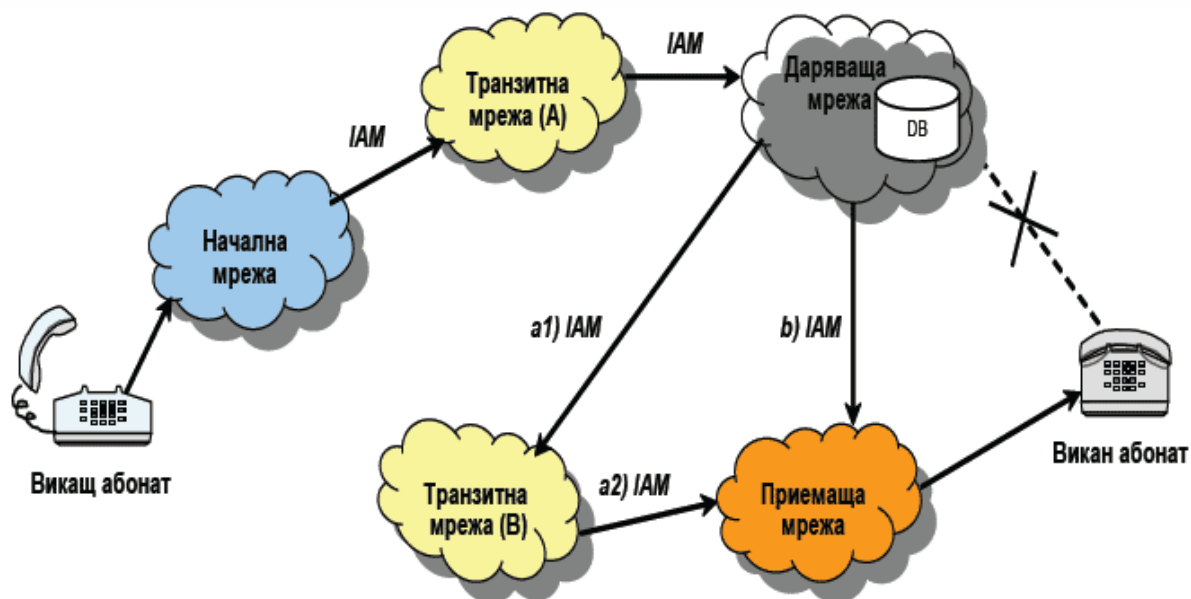 IAM
Даряваща
мрежа
DB
Транзитна
мрежа (A)
IAM
Начална
мрежа
a1) IAM
b) IAM
Викащ абонат
Викан абонат
Транзитна
мрежа (B)
a2) IAM
Приемаща
мрежа